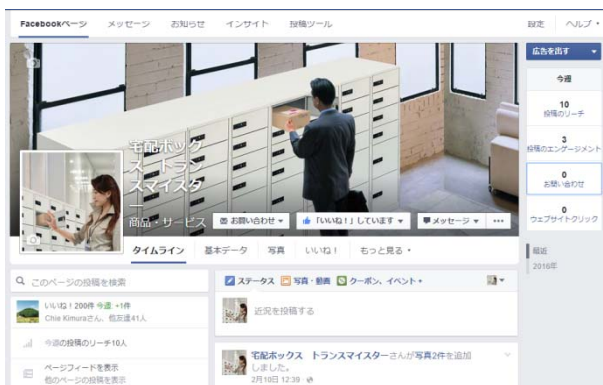 Facebookページ メッセージ お知らせ インサイト 投稿ツール 設定 ヘルプ
広告を出す
今週
10
投稿のリーチ
3
投稿のエンゲージメント
0
お問い合わせ
0
ウェブサイトクリック
最近
2016年
宅配ボック
ス トラン
スマイスタ
ー
商品・サービス
お問い合わせ 「いいね！」しています メッセージ
タイムライン 基本データ 写真 いいね！ もっと見る
このページの投稿を検索
いいね！200件 今週: +1件
Chie Kimuraさん、他友達41人
今週の投稿のリーチ10人
ページフィードを表示
他のページの投稿を表示
ステータス 写真・動画 クーポン、イベント+
近況を投稿する
宅配ボックス トランスマイスターさんが写真2件を追加
しました。
2月10日 12:39